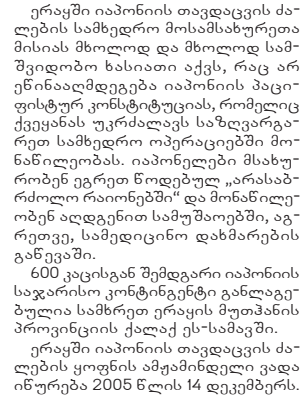 ერაყში იაპონიის თავდაცვის ძა-
ლების სამხედრო მოსამსახურეთა
მისიას მხოლოდ და მხოლოდ სამ-
შვიდობო ხასიათი აქვს, რაც არ
ეწინააღმდეგება იაპონიის პაცი-
ფისტურ კონსტიტუციას, რომელიც
ქვეყანას უკრძალავს საზღვარგა-
რეთ სამხედრო ოპერაციებში მო-
ნაწილეობას. იაპონელები მსახუ-
რობენ ეგრეთ წოდებულ „არასაბ-
რძოლო რაიონებში“ და მონაწილე-
ობენ აღდგენით სამუშაოებში, აგ-
რეთვე, სამედიცინო დახმარების
გაწევაში.
600 კაცისგან შემდგარი იაპონიის
საჯარისო კონტინგენტი განლაგე-
ბულია სამხრეთ ერაყის მუთჰანის
პროვინციის ქალაქ ეს-სამავში.
ერაყში იაპონიის თავდაცვის ძა-
ლების ყოფნის ამჟამინდელი ვადა
იწურება 2005 წლის 14 დეკემბერს.